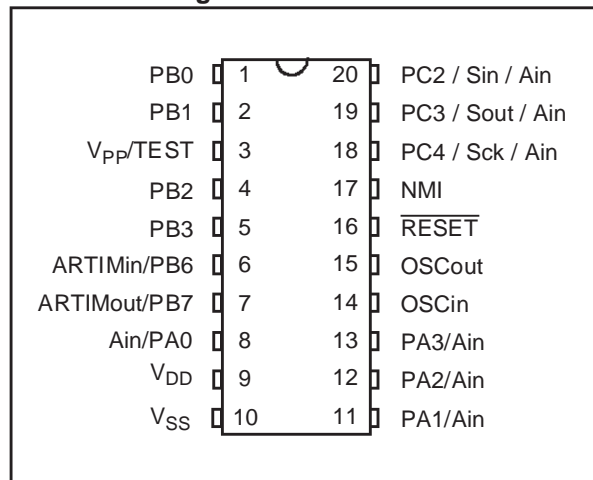 PB0 1 20 PC2 / Sin / Ain
PB1 2 19 PC3 / Sout / Ain
VPP/TEST 3 18 PC4 / Sck / Ain
PB2 4 17 NMI
PB3 5 16 RESET
ARTIMin/PB6 6 15 OSCout
ARTIMout/PB7 7 14 OSCin
Ain/PA0 8 13 PA3/Ain
VDD 9 12 PA2/Ain
VSS 10 11 PA1/Ain